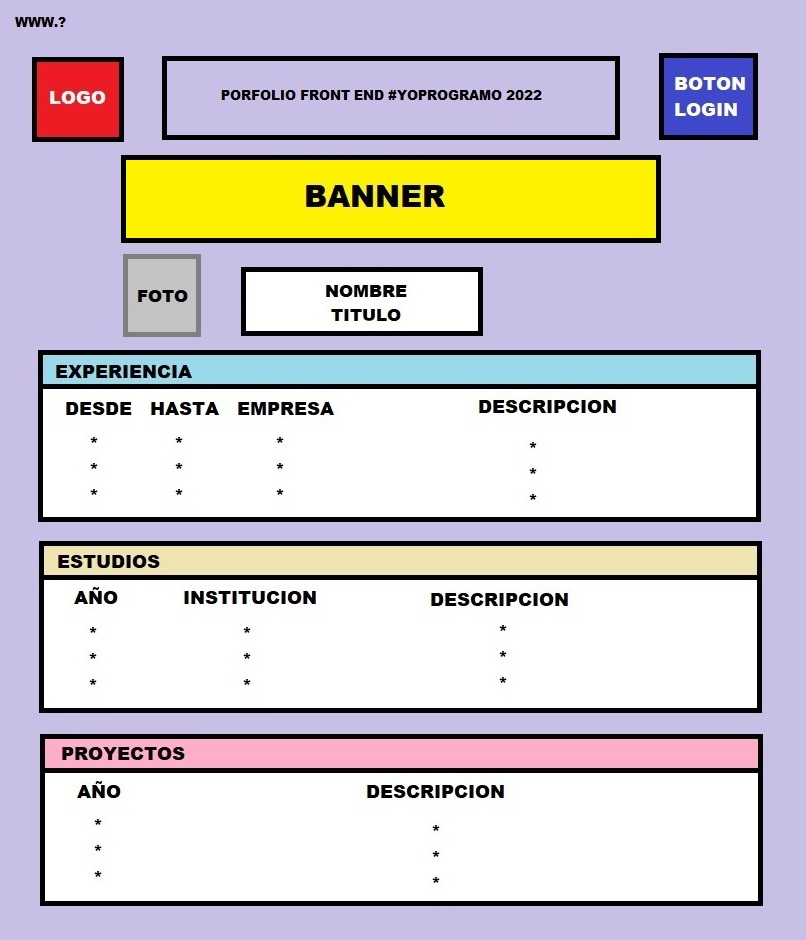 WWW.?
LOGO
PORFOLIO FRONT END #YOPROGRAMO 2022
BOTON
LOGIN
BANNER
FOTO
NOMBRE
TITULO
EXPERIENCIA
DESDE HASTA EMPRESA DESCRIPCION
* * * *
* * * *
* * * *
ESTUDIOS
AÑO INSTITUCION DESCRIPCION
* * *
* * *
* * *
PROYECTOS
AÑO DESCRIPCION
* *
* *
* *